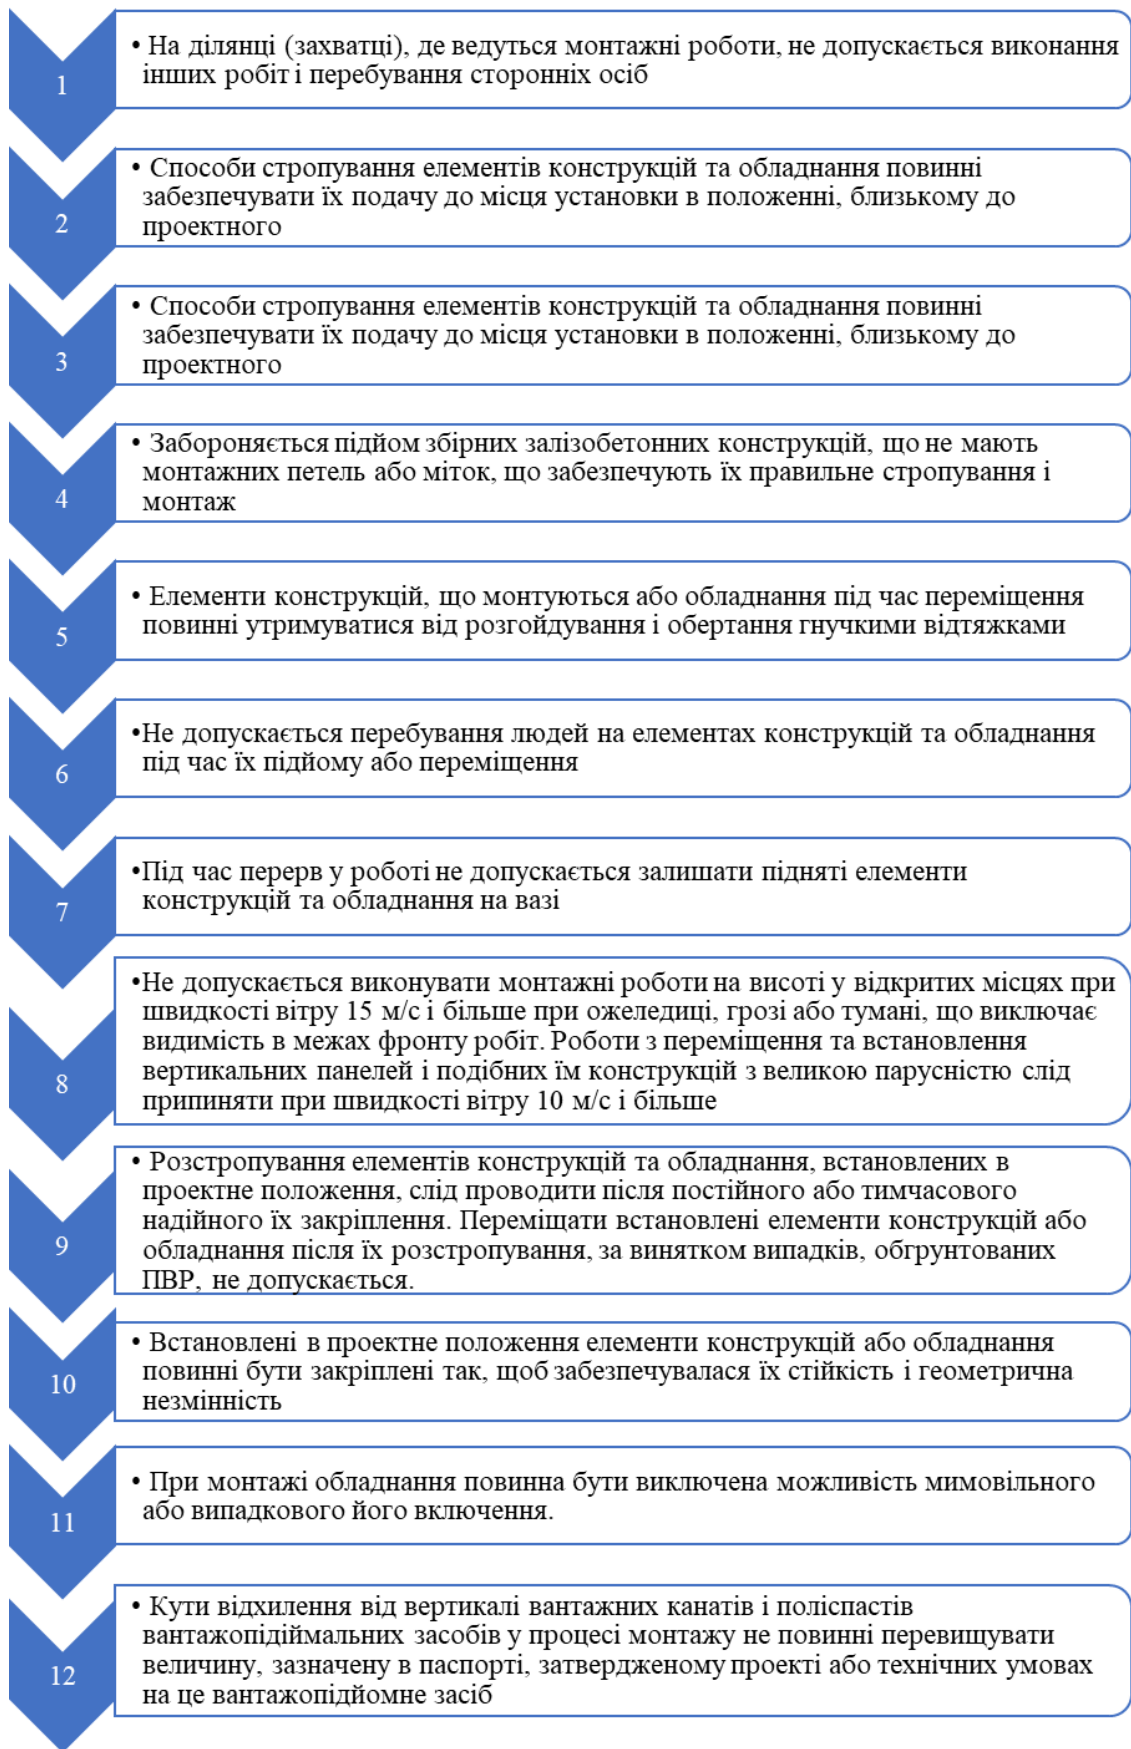 1
• На ділянці (захватці), де ведуться монтажні роботи, не допускається виконання
інших робіт і перебування сторонніх осіб
2
• Способи стропування елементів конструкцій та обладнання повинні
забезпечувати їх подачу до місця установки в положенні, близькому до
проектного
3
• Способи стропування елементів конструкцій та обладнання повинні
забезпечувати їх подачу до місця установки в положенні, близькому до
проектного
4
• Забороняється підйом збірних залізобетонних конструкцій, що не мають
монтажних петель або міток, що забезпечують їх правильне стропування і
монтаж
5
• Елементи конструкцій, що монтуються або обладнання під час переміщення
повинні утримуватися від розгойдування і обертання гнучкими відтяжками
6
•Не допускається перебування людей на елементах конструкцій та обладнання
під час їх підйому або переміщення
7
•Під час перерв у роботі не допускається залишати підняті елементи
конструкцій та обладнання на вазі
8
•Не допускається виконувати монтажні роботи на висоті у відкритих місцях при
швидкості вітру 15 м/с і більше при ожеледиці, грозі або тумані, що виключає
видимість в межах фронту робіт. Роботи з переміщення та встановлення
вертикальних панелей і подібних їм конструкцій з великою парусністю слід
припиняти при швидкості вітру 10 м/с і більше
9
• Розстропування елементів конструкцій та обладнання, встановлених в
проектне положення, слід проводити після постійного або тимчасового
надійного їх закріплення. Переміщати встановлені елементи конструкцій або
обладнання після їх розстропування, за винятком випадків, обгрунтованих
ПВР, не допускається.
10
• Встановлені в проектне положення елементи конструкцій або обладнання
повинні бути закріплені так, щоб забезпечувалася їх стійкість і геометрична
незмінність
11
• При монтажі обладнання повинна бути виключена можливість мимовільного
або випадкового його включення.
12
• Кути відхилення від вертикалі вантажних канатів і поліспастів
вантажопідіймальних засобів у процесі монтажу не повинні перевищувати
величину, зазначену в паспорті, затвердженому проекті або технічних умовах
на це вантажопідйомне засіб